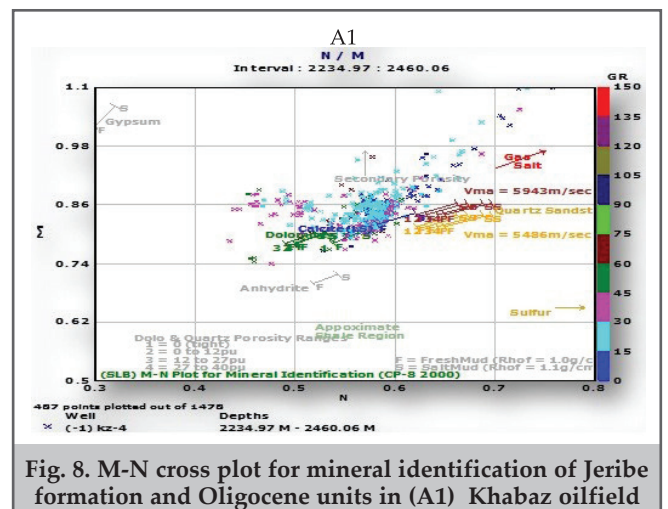 A1
N / M
Interval : 2234.97 : 2460.06
GR
1.1
0.98
0.86
0.74
0.62
0.5
M
0.3
0.4
0.5
0.6
0.7
0.8
N
150
135
120
105
90
75
60
45
30
15
0
S
F
Gypsum
Secondary Porosity
Gas
Salt
Vma = 5943m/sec
Quartz Sandst
Vma = 5486m/sec
Calcite(LS)
Dolomite
Anhydrite
F
S
Sulfur
Appoximate
Shale Region
Dolo & Quartz Porosity Ranges
1 = 0 (tight)
2 = 0 to 12pu
3 = 12 to 27pu
4 = 27 to 40pu
F = FreshMud (Rhof = 1.0g/c
S = SaltMud (Rhof = 1.1g/cm
(SLB) M-N Plot for Mineral Identification (CP-8 2000)
487 points plotted out of 1478
Well
Depths
(-1) kz-4
2234.97 M - 2460.06 M
Fig. 8. M-N cross plot for mineral identification of Jeribe
formation and Oligocene units in (A1) Khabaz oilfield